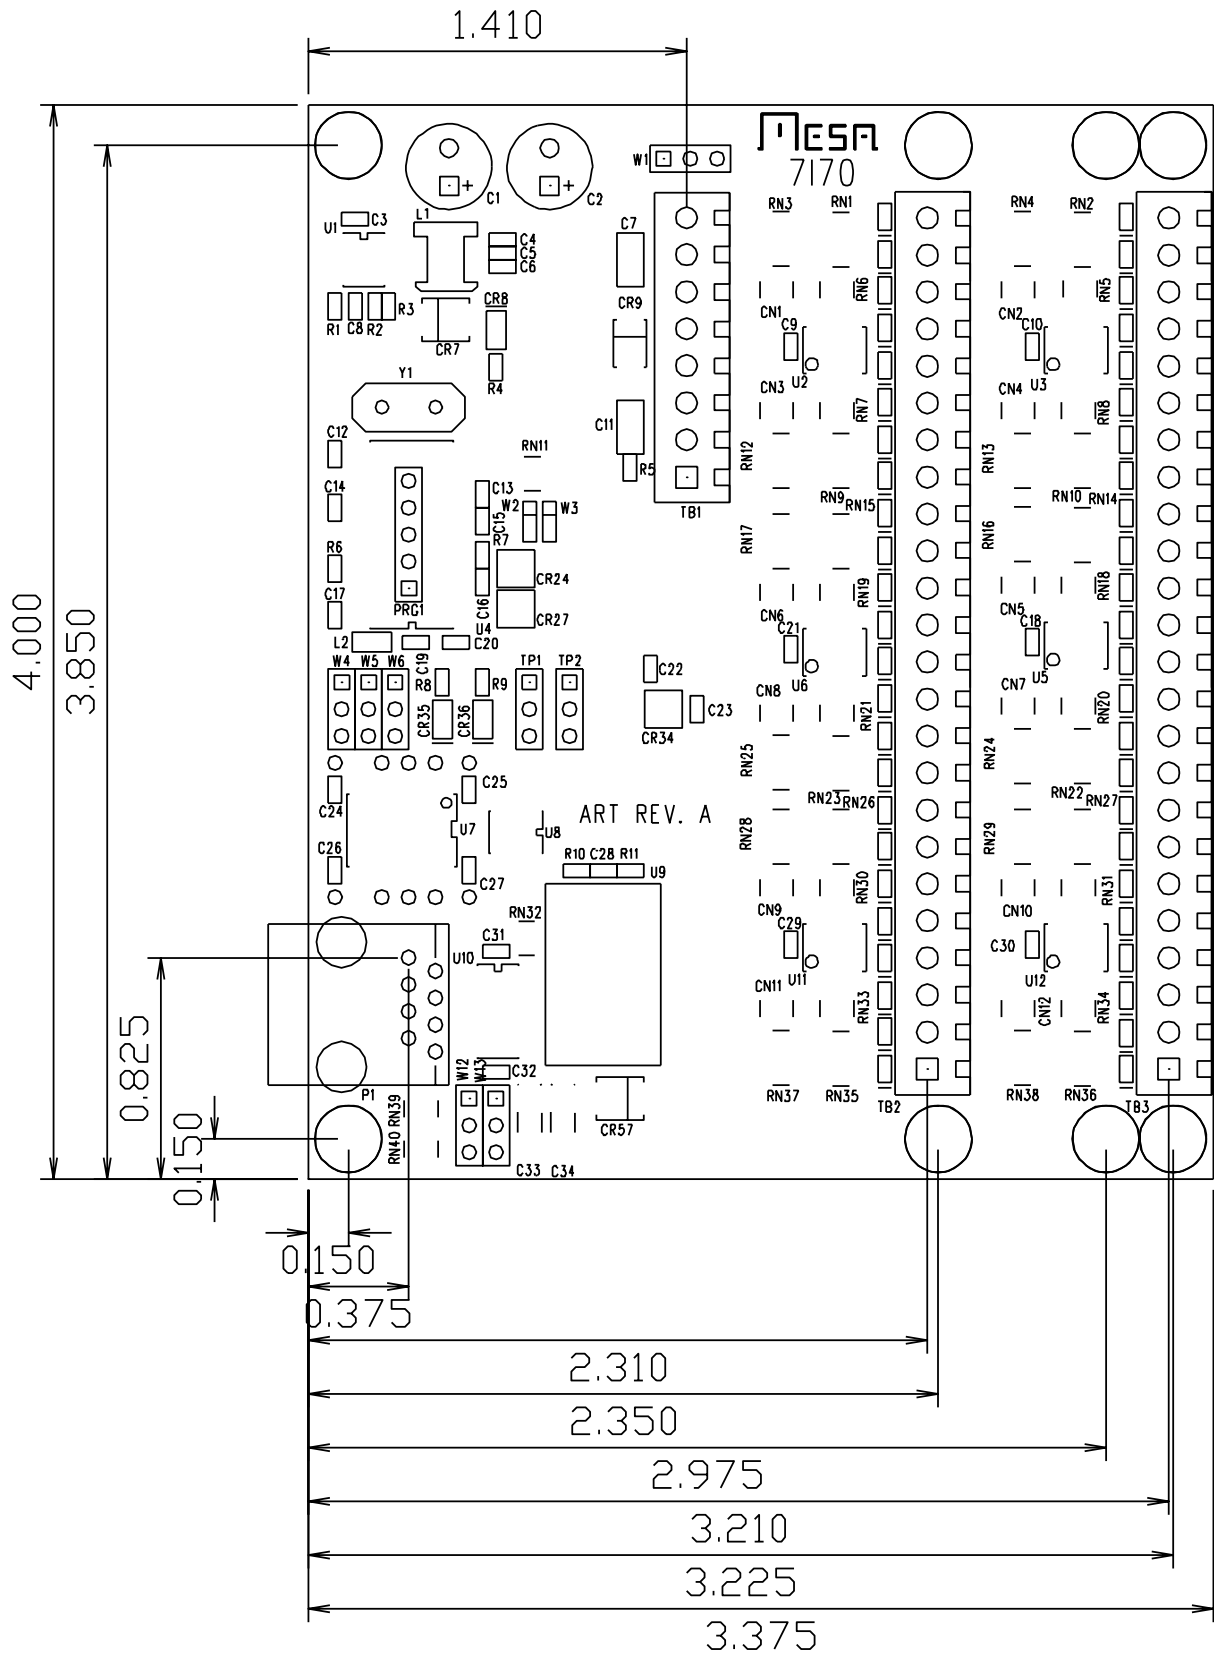 1.410
MESA
7I70
W1
C1
C2
C3
L1
U1
C4
C5
C6
C7
RN3
RN1
RN4
RN2
R1
C8
R2
R3
CR8
CR9
CR7
R4
RN6
CN1
C9
U2
CN3
RN7
RN5
CN2
C10
U3
CN4
RN8
Y1
C12
RN11
C11
R5
RN12
RN13
TB1
C14
C13
C15
W2
W3
RN9
RN15
RN10
RN14
R6
R7
RN17
RN16
CR24
C17
PRG1
C16
CR27
RN19
CN6
C21
U6
CN8
RN21
RN18
CN5
C18
U5
CN7
RN20
L2
U4
C19
C20
4.000
3.850
W4
W5
W6
R8
R9
TP1
TP2
C22
CR35
CR36
C23
CR34
RN25
RN24
C24
C25
U7
U8
ART REV. A
RN23
RN26
RN22
RN27
RN28
RN29
C26
C27
R10
C28
R11
U9
RN30
CN9
C29
U11
CN11
RN33
RN31
CN10
C30
U12
CN12
RN34
RN32
C31
U10
0.825
W12
W13
C32
P1
RN39
RN40
CR57
C33
C34
RN37
RN35
TB2
RN38
RN36
TB3
0.150
0.150
0.375
2.310
2.350
2.975
3.210
3.225
3.375